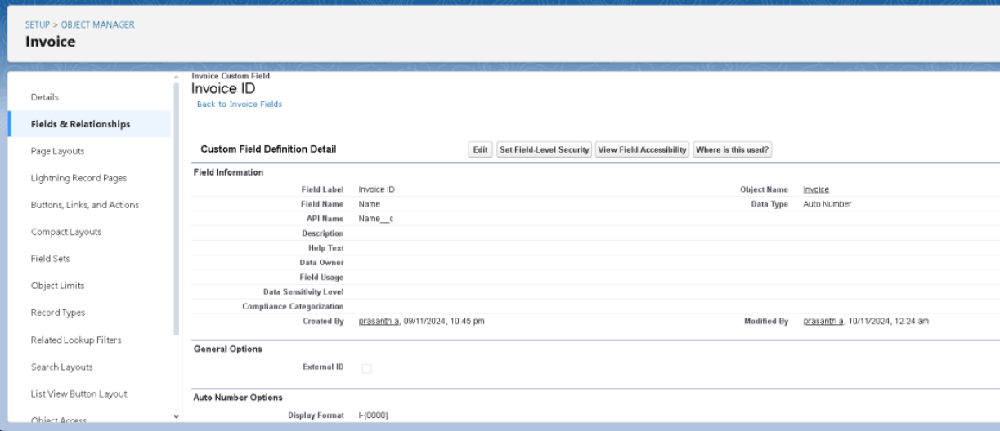 SETUP > OBJECT MANAGER
Invoice
Details
Fields & Relationships
Page Layouts
Lightning Record Pages
Buttons, Links, and Actions
Compact Layouts
Field Sets
Object Limits
Record Types
Related Lookup Filters
Search Layouts
List View Button Layout
Object Access
Invoice Custom Field
Invoice ID
Back to Invoice Fields
Custom Field Definition Detail
Edit
Set Field-Level Security
View Field Accessibility
Where is this used?
Field Information
Field Label Invoice ID Object Name Invoice
Field Name Name Data Type Auto Number
API Name Name__c
Description
Help Text
Data Owner
Field Usage
Data Sensitivity Level
Compliance Categorization
Created By prasanth a, 09/11/2024, 10:45 pm Modified By prasanth a, 10/11/2024, 12:24 am
General Options
External ID
Auto Number Options
Display Format I-{0000}